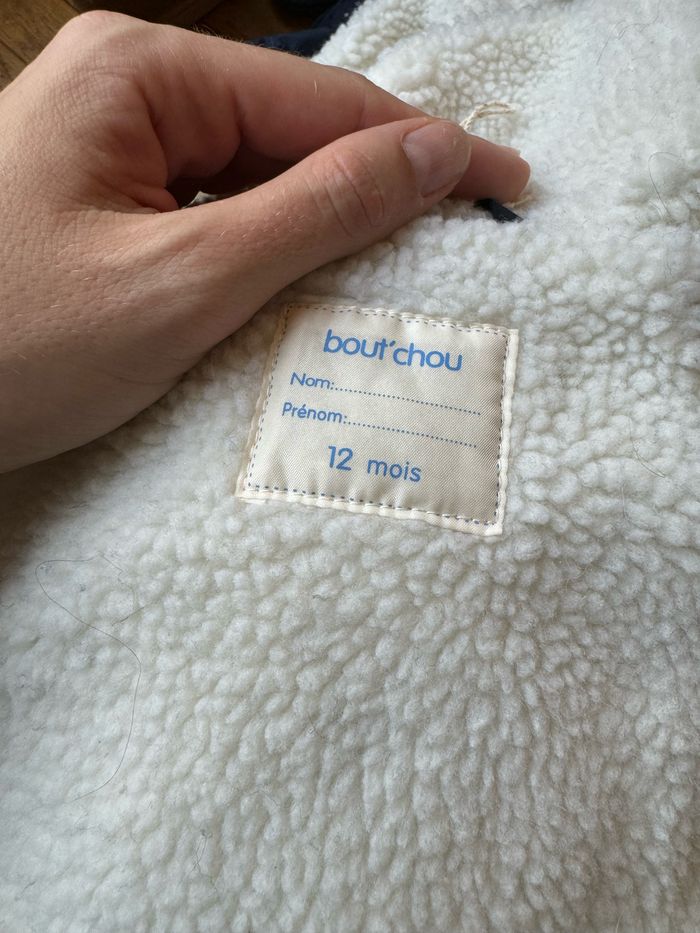 bout'chou
Nom:................................
Prénom:............................
12 mois